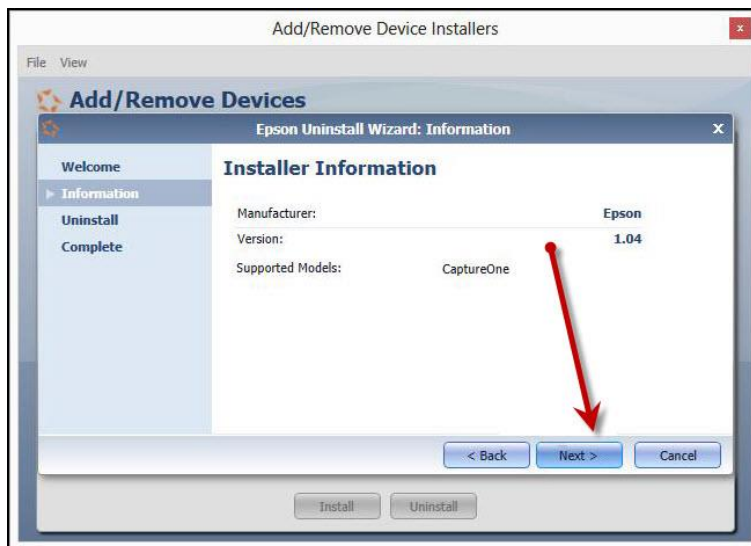 Add/Remove Device Installers
x
File View
Add/Remove Devices
Epson Uninstall Wizard: Information
x
Welcome
Information
Uninstall
Complete
Installer Information
Manufacturer: Epson
Version: 1.04
Supported Models: CaptureOne
< Back Next > Cancel
Install Uninstall